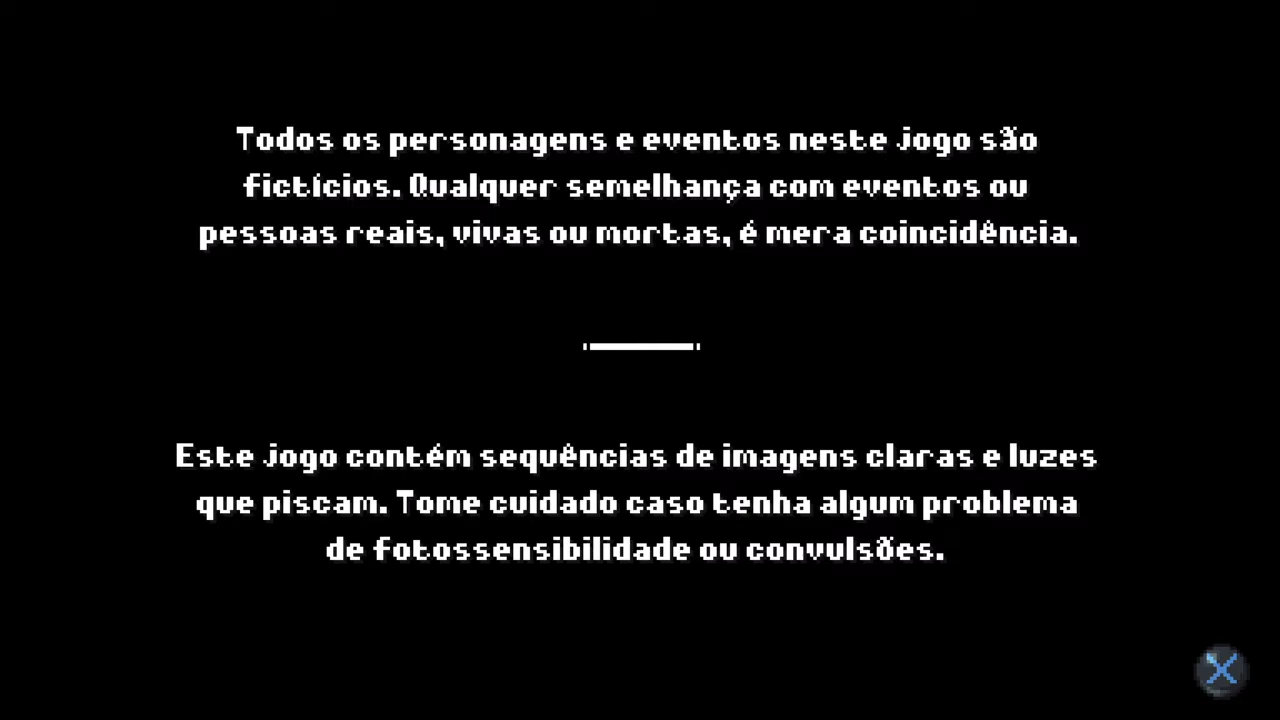 Todos os personagens e eventos neste jogo são
fictícios. Qualquer semelhança com eventos ou
pessoas reais, vivas ou mortas, é mera coincidência.
Este jogo contém sequências de imagens claras e luzes
que piscam. Tome cuidado caso tenha algum problema
de fotossensibilidade ou convulsões.